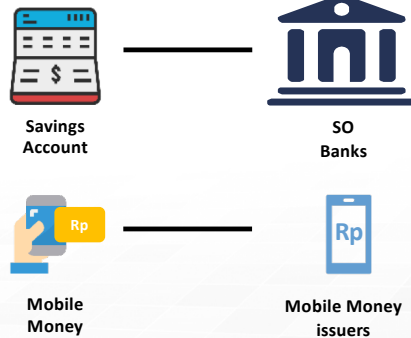 $
Savings
Account
SO
Banks
Rp
Rp
Mobile
Money
Mobile Money
issuers